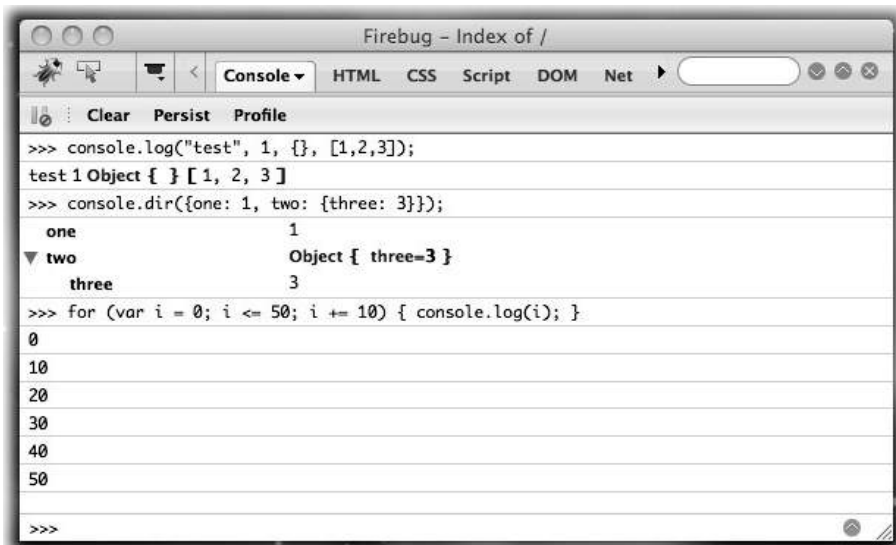 Firebug - Index of /
Console HTML CSS Script DOM Net
Clear Persist Profile
>>> console.log("test", 1, {}, [1,2,3]);
test 1 Object { } [ 1, 2, 3 ]
>>> console.dir({one: 1, two: {three: 3}});
one 1
two Object { three=3 }
three 3
>>> for (var i = 0; i <= 50; i += 10) { console.log(i); }
0
10
20
30
40
50
>>>